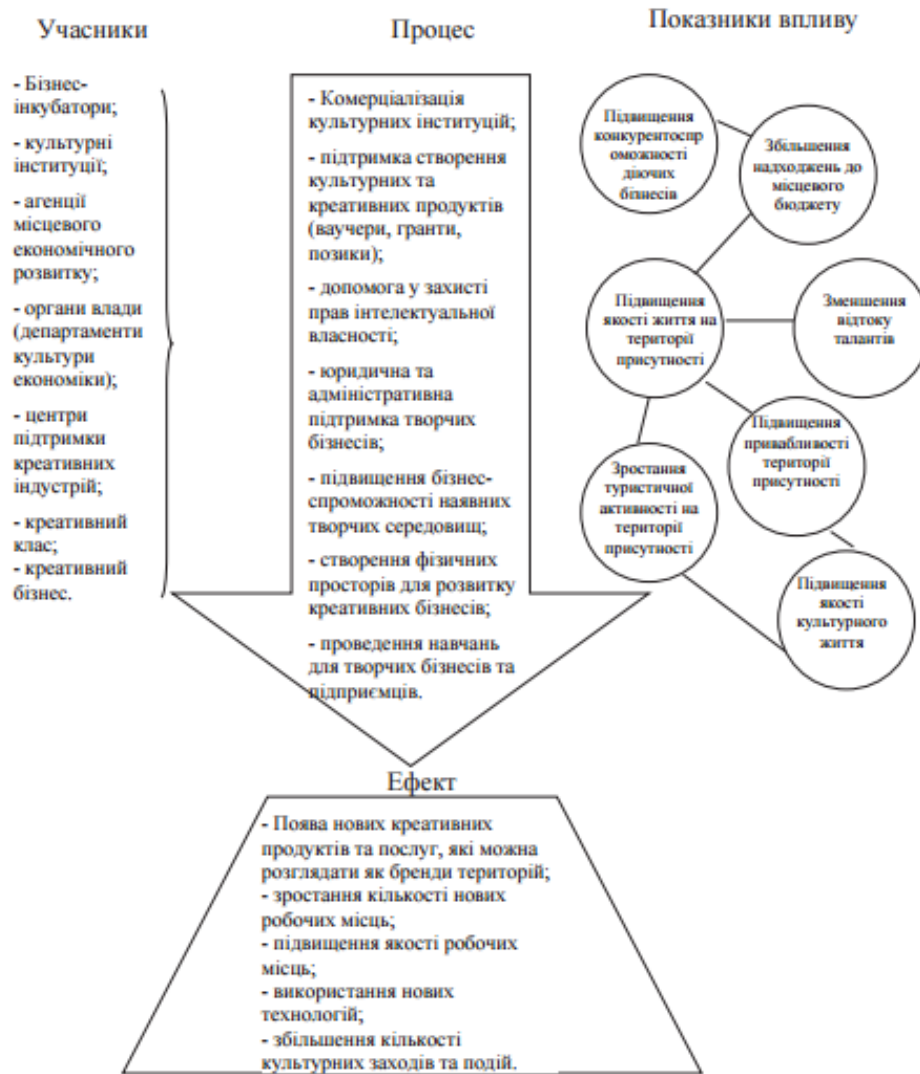 Учасники
- Бізнес-
інкубатори;
- культурні
інституції;
- агенції
місцевого
економічного
розвитку;
- органи влади
(департаменти
культури
економіки);
- центри
підтримки
креативних
індустрій;
- креативний
клас;
- креативний
бізнес.
Процес
- Комерціалізація
культурних інституцій;
- підтримка створення
культурних та
креативних продуктів
(ваучери, гранти,
позики);
- допомога у захисті
прав інтелектуальної
власності;
- юридична та
адміністративна
підтримка творчих
бізнесів;
- підвищення бізнес-
спроможності наявних
творчих середовищ;
- створення фізичних
просторів для розвитку
креативних бізнесів;
- проведення навчань
для творчих бізнесів та
підприємців.
Показники впливу
Підвищення
конкурентоспр
оможності
діючих
бізнесів
Збільшення
надходжень до
місцевого
бюджету
Підвищення
якості життя на
території
присутності
Зменшення
відтоку
талантів
Підвищення
привабливості
території
присутності
Зростання
туристичної
активності на
території
присутності
Підвищення
якості
культурного
життя
Ефект
- Поява нових креативних
продуктів та послуг, які можна
розглядати як бренди територій;
- зростання кількості нових
робочих місць;
- підвищення якості робочих
місць;
- використання нових
технологій;
- збільшення кількості
культурних заходів та подій.